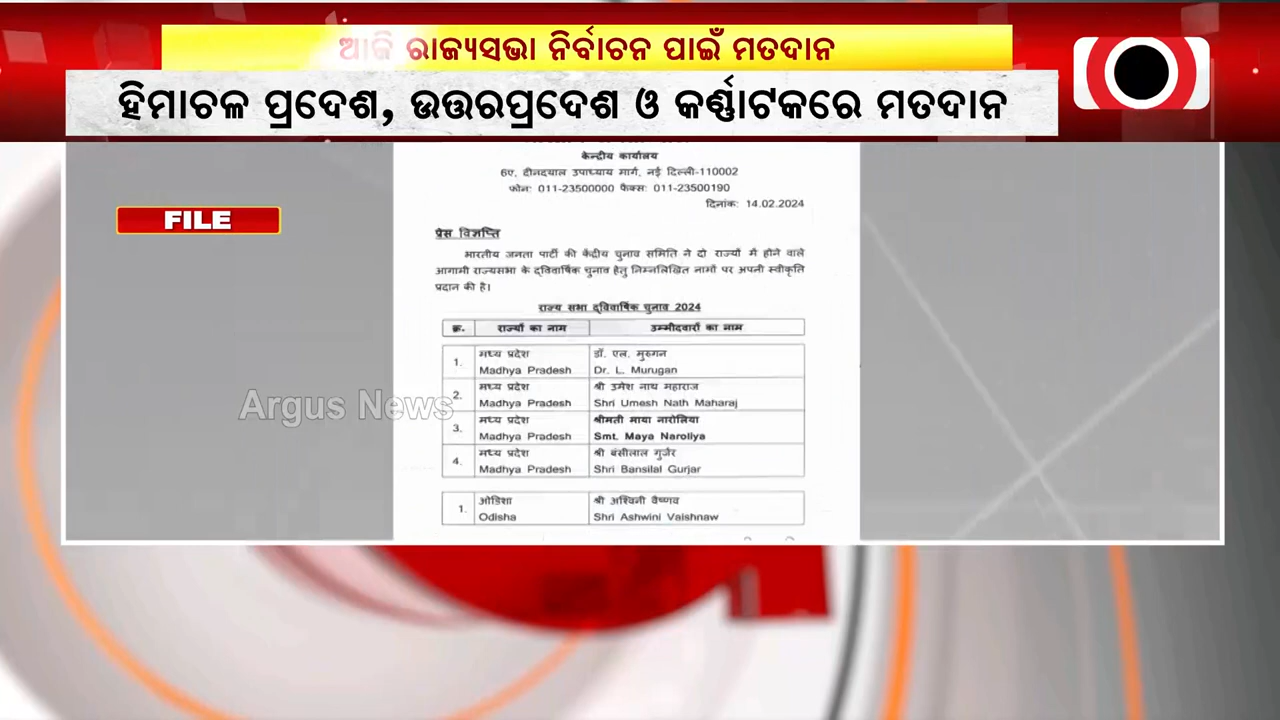 ଆଜି ରାଜ୍ୟସଭା ନିର୍ବାଚନ ପାଇଁ ମତଦାନ
ହିମାଚଳ ପ୍ରଦେଶ, ଉତ୍ତରପ୍ରଦେଶ ଓ କର୍ଣ୍ଣାଟକରେ ମତଦାନ
केन्द्रीय कार्यालय
6ए, दीनदयाल उपाध्याय मार्ग, नई दिल्ली-110002
फोन: 011-23500000 फैक्स: 011-23500190
दिनांक: 14.02.2024
FILE
प्रेस विज्ञप्ति
भारतीय जनता पार्टी की केंद्रीय चुनाव समिति ने दो राज्यों में होने वाले
आगामी राज्यसभा के द्विवार्षिक चुनाव हेतु निम्नलिखित नामों पर अपनी स्वीकृति
प्रदान की है।
राज्य सभा द्विवार्षिक चुनाव 2024
क्र. राज्यों का नाम उम्मीदवारों का नाम
1. मध्य प्रदेश डॉ. एल. मुरुगन
Madhya Pradesh Dr. L. Murugan
2. मध्य प्रदेश श्री उमेश नाथ महाराज
Madhya Pradesh Shri Umesh Nath Maharaj
Argus News
3. मध्य प्रदेश श्रीमती माया नारोलिया
Madhya Pradesh Smt. Maya Naroliya
4. मध्य प्रदेश श्री बंसीलाल गुर्जर
Madhya Pradesh Shri Bansilal Gurjar
1. ओडिशा श्री अश्विनी वैष्णव
Odisha Shri Ashwini Vaishnaw